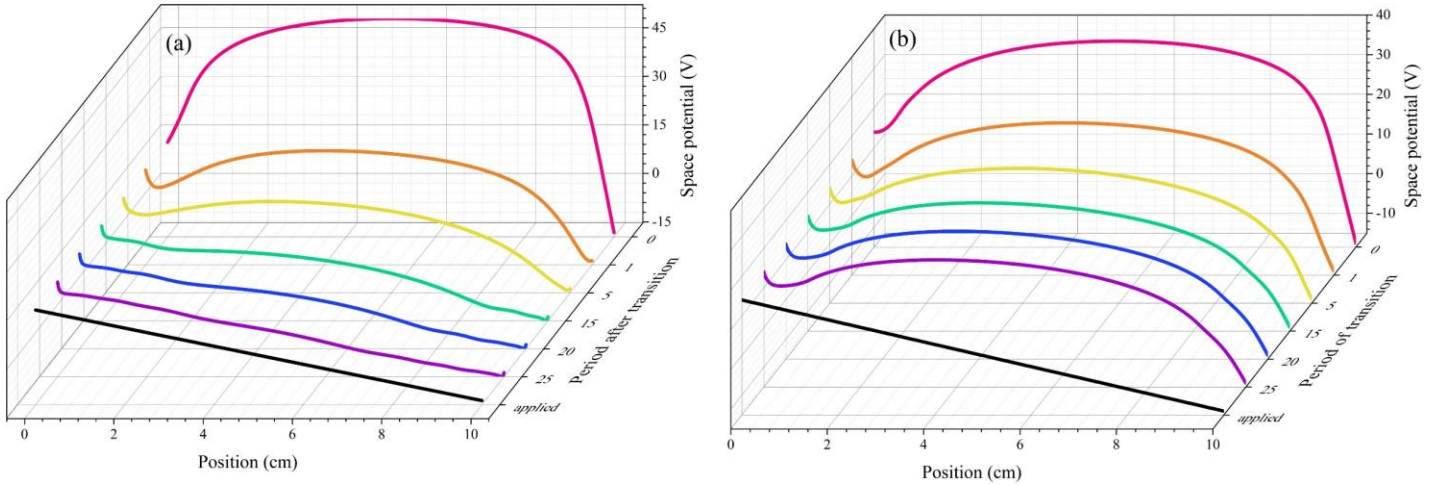 (a)
45
30
15
0
-15
Space potential (V)
0
1
5
15
20
25
applied
Period after transition
0 2 4 6 8 10
Position (cm)
(b)
40
30
20
10
0
-10
Space potential (V)
0
1
5
15
20
25
applied
Period of transition
0 2 4 6 8 10
Position (cm)